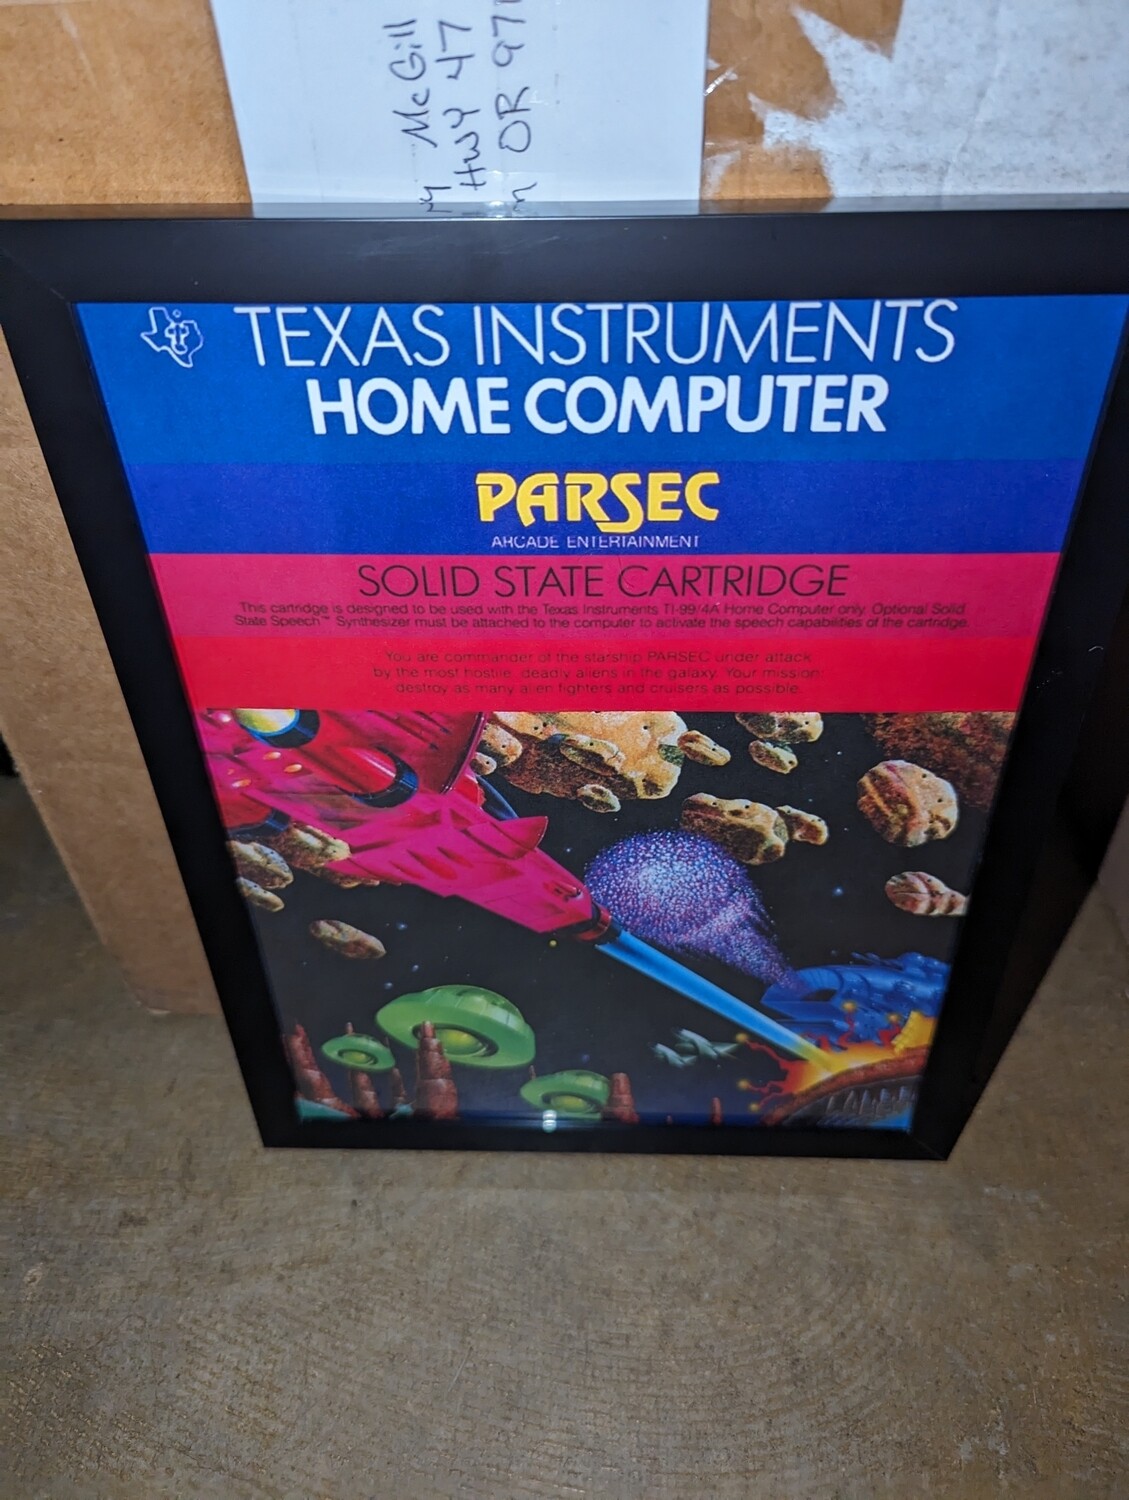 McGill
Hwy 47
OR 97
TEXAS INSTRUMENTS
HOME COMPUTER
PARSEC
ARCADE ENTERTAINMENT
SOLID STATE CARTRIDGE
This cartridge is designed to be used with the Texas Instruments TI-99/4A Home Computer only. Optional Solid
State Speech™ Synthesizer must be attached to the computer to activate the speech capabilities of the cartridge.
You are commander of the starship PARSEC under attack
by the most hostile, deadly aliens in the galaxy. Your mission:
destroy as many alien fighters and cruisers as possible.